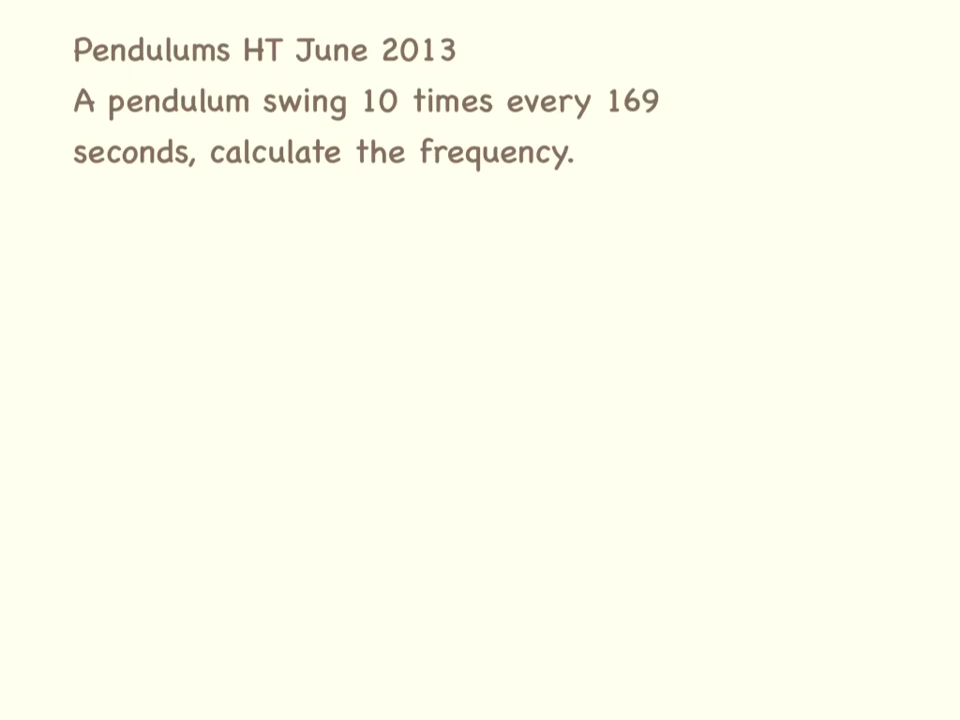 Pendulums HT June 2013
A pendulum swing 10 times every 169
seconds, calculate the frequency.